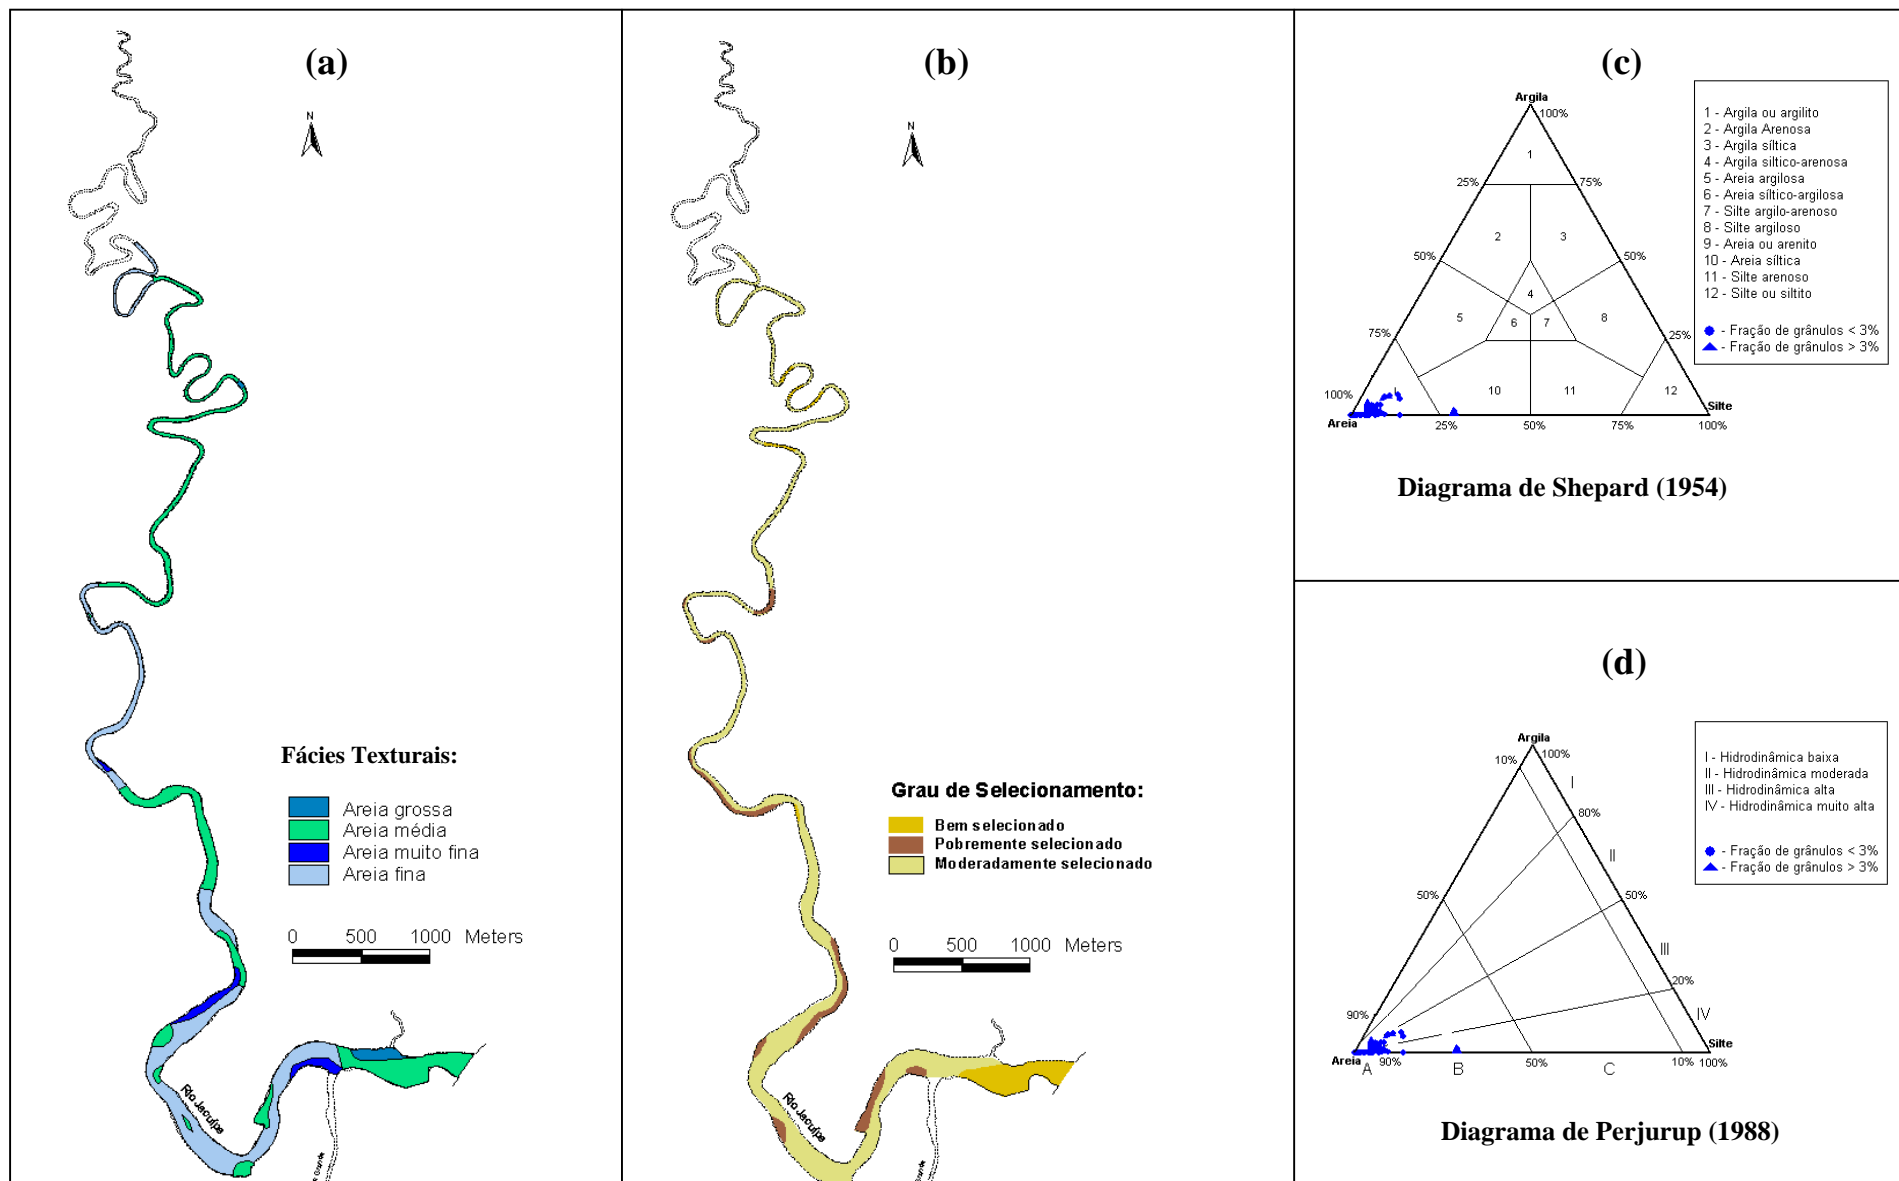 (a)
N
Fácies Texturais:
Areia grossa
Areia média
Areia muito fina
Areia fina
0 500 1000 Meters
Rio Jacuípe
Grande
(b)
N
Grau de Selecionamento:
Bem selecionado
Pobremente selecionado
Moderadamente selecionado
0 500 1000 Meters
Rio Jacuípe
Grande
(c)
Argila
100%
1
25% 75%
2 3
50% 50%
4
5 6 7 8
75% 25%
10 11 12
100% Silte
Areia 25% 50% 75% 100%
1 - Argila ou argilito
2 - Argila Arenosa
3 - Argila síltica
4 - Argila síltico-arenosa
5 - Areia argilosa
6 - Areia síltico-argilosa
7 - Silte argilo-arenoso
8 - Silte argiloso
9 - Areia ou arenito
10 - Areia síltica
11 - Silte arenoso
12 - Silte ou siltito
- Fração de grânulos < 3%
- Fração de grânulos > 3%
Diagrama de Shepard (1954)
(d)
Argila
10% 100%
I
80%
II
50% 50%
III
20%
90% IV
Silte
Areia 90% 50% 10% 100%
A B C
I - Hidrodinâmica baixa
II - Hidrodinâmica moderada
III - Hidrodinâmica alta
IV - Hidrodinâmica muito alta
- Fração de grânulos < 3%
- Fração de grânulos > 3%
Diagrama de Perjurup (1988)